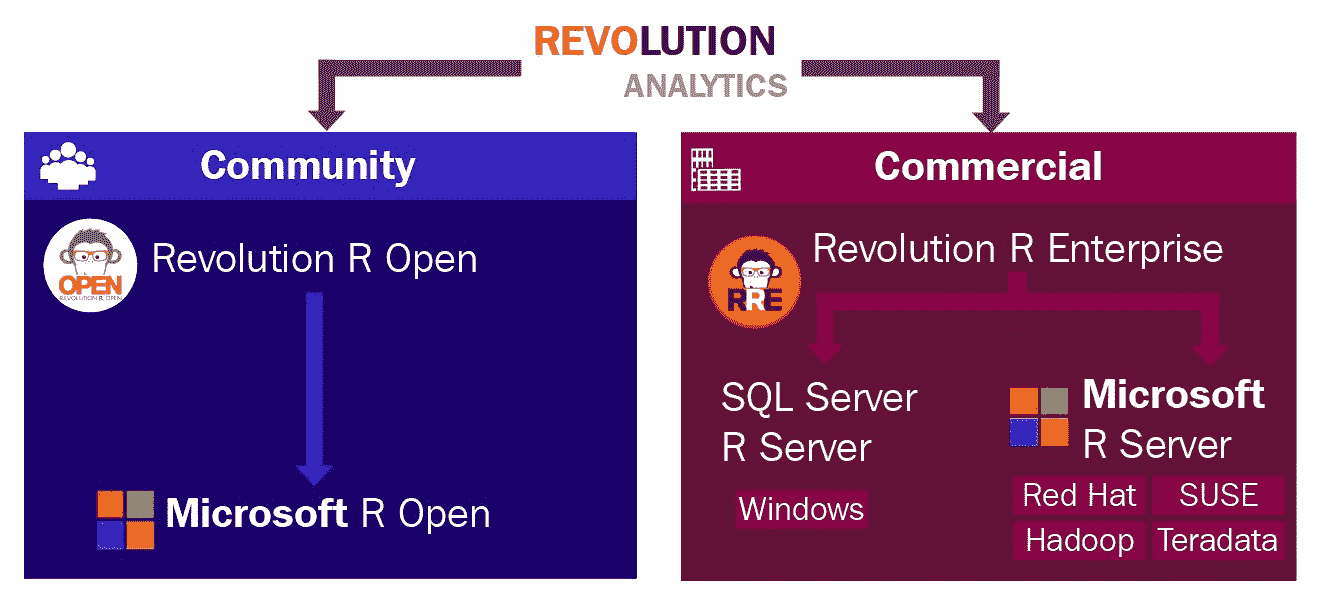 REVOLUTION
ANALYTICS
Community
OPEN
REVOLUTION R OPEN
Revolution R Open
Microsoft R Open
Commercial
RRE
Revolution R Enterprise
SQL Server
R Server
Windows
Microsoft
R Server
Red Hat SUSE
Hadoop Teradata